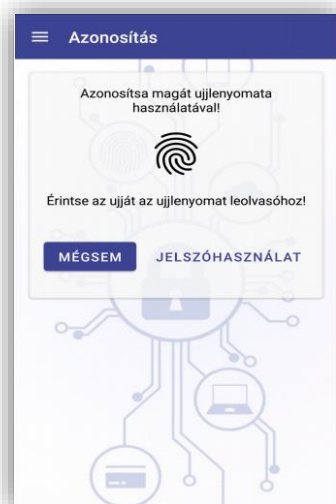 Azonosítás
Azonosítsa magát ujjlenyomata
használatával!
Érintse az ujját az ujjlenyomat leolvasóhoz!
MÉGSEM JELSZÓHASZNÁLAT